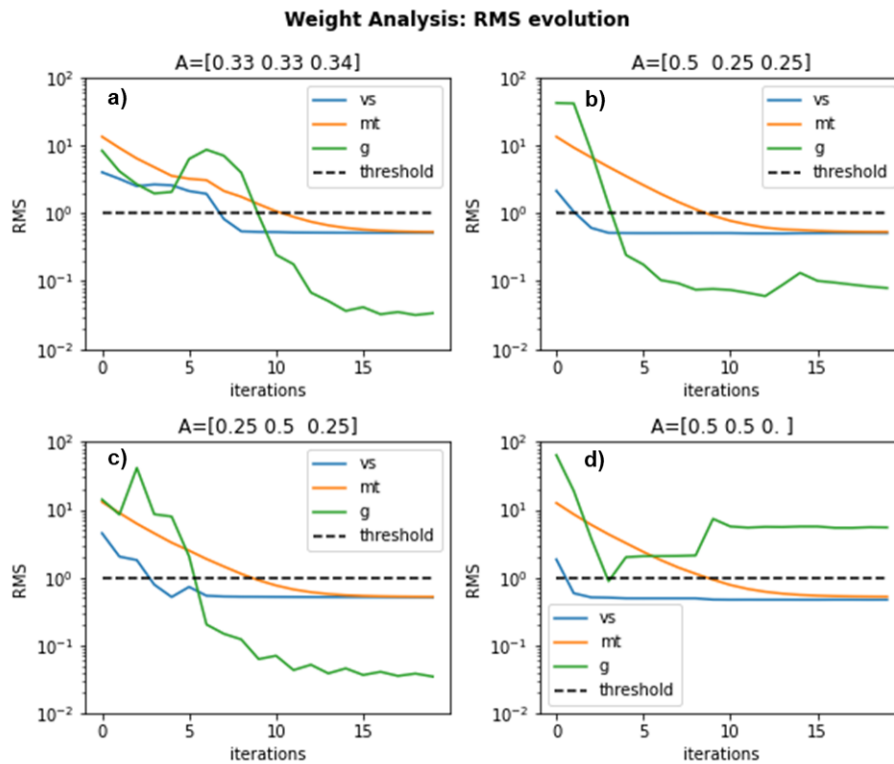 Weight Analysis: RMS evolution
A=[0.33 0.33 0.34]
a)
vs
mt
g
threshold
RMS
10²
10¹
10⁰
10⁻¹
10⁻²
0 5 10 15
iterations
A=[0.5 0.25 0.25]
b)
vs
mt
g
threshold
RMS
10²
10¹
10⁰
10⁻¹
10⁻²
0 5 10 15
iterations
A=[0.25 0.5 0.25]
c)
vs
mt
g
threshold
RMS
10²
10¹
10⁰
10⁻¹
10⁻²
0 5 10 15
iterations
A=[0.5 0.5 0. ]
d)
vs
mt
g
threshold
RMS
10²
10¹
10⁰
10⁻¹
10⁻²
0 5 10 15
iterations